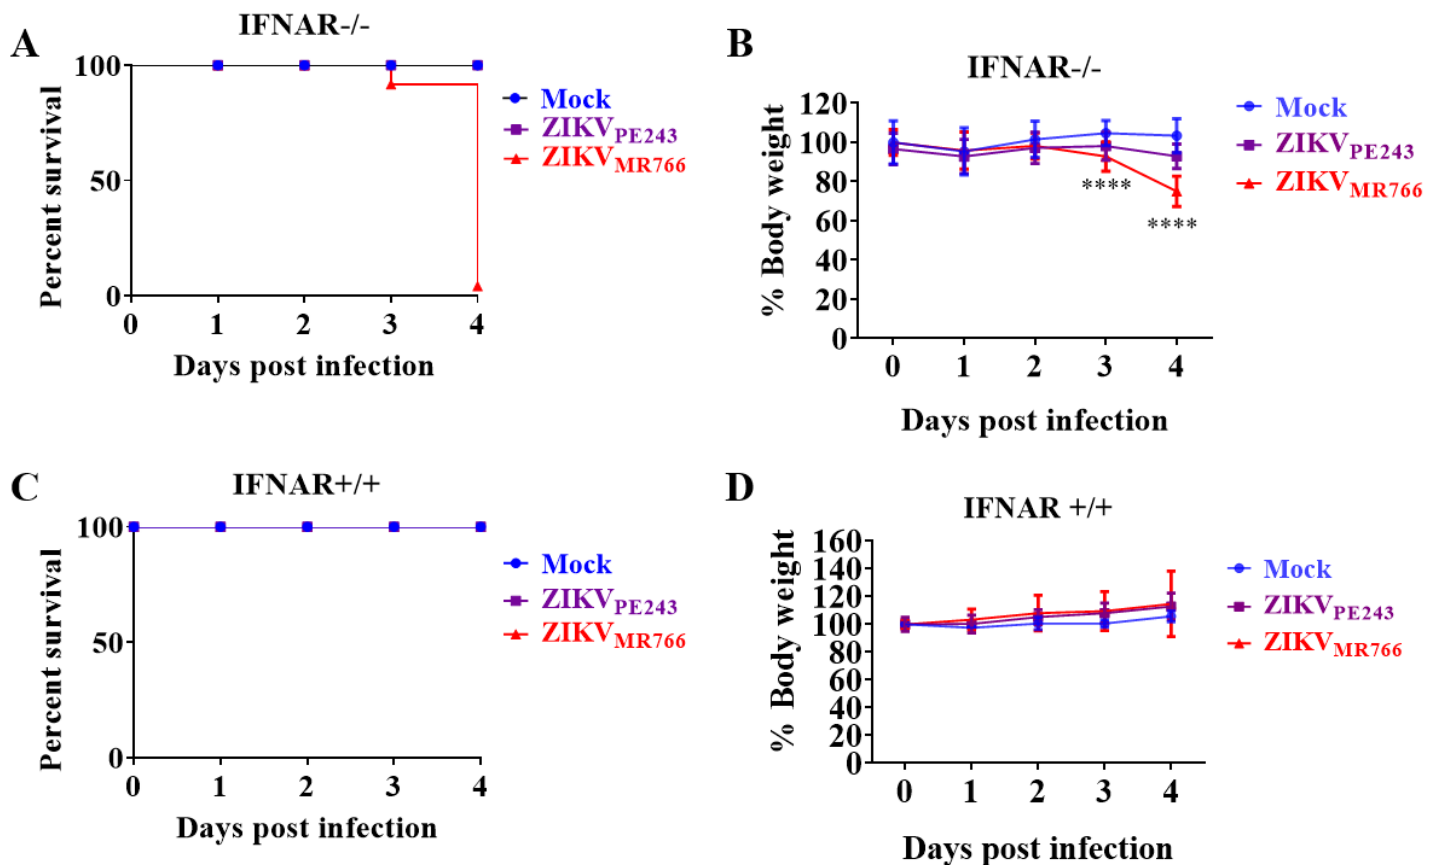 A
IFNAR-/-
Percent survival
100
50
0
0 1 2 3 4
Days post infection
Mock
ZIKVPE243
ZIKVMR766
B
IFNAR-/-
% Body weight
120
100
80
60
40
20
0
****
****
0 1 2 3 4
Days post infection
Mock
ZIKVPE243
ZIKVMR766
C
IFNAR+/+
Percent survival
100
50
0
0 1 2 3 4
Days post infection
Mock
ZIKVPE243
ZIKVMR766
D
IFNAR +/+
% Body weight
160
140
120
100
80
60
40
20
0
0 1 2 3 4
Days post infection
Mock
ZIKVPE243
ZIKVMR766